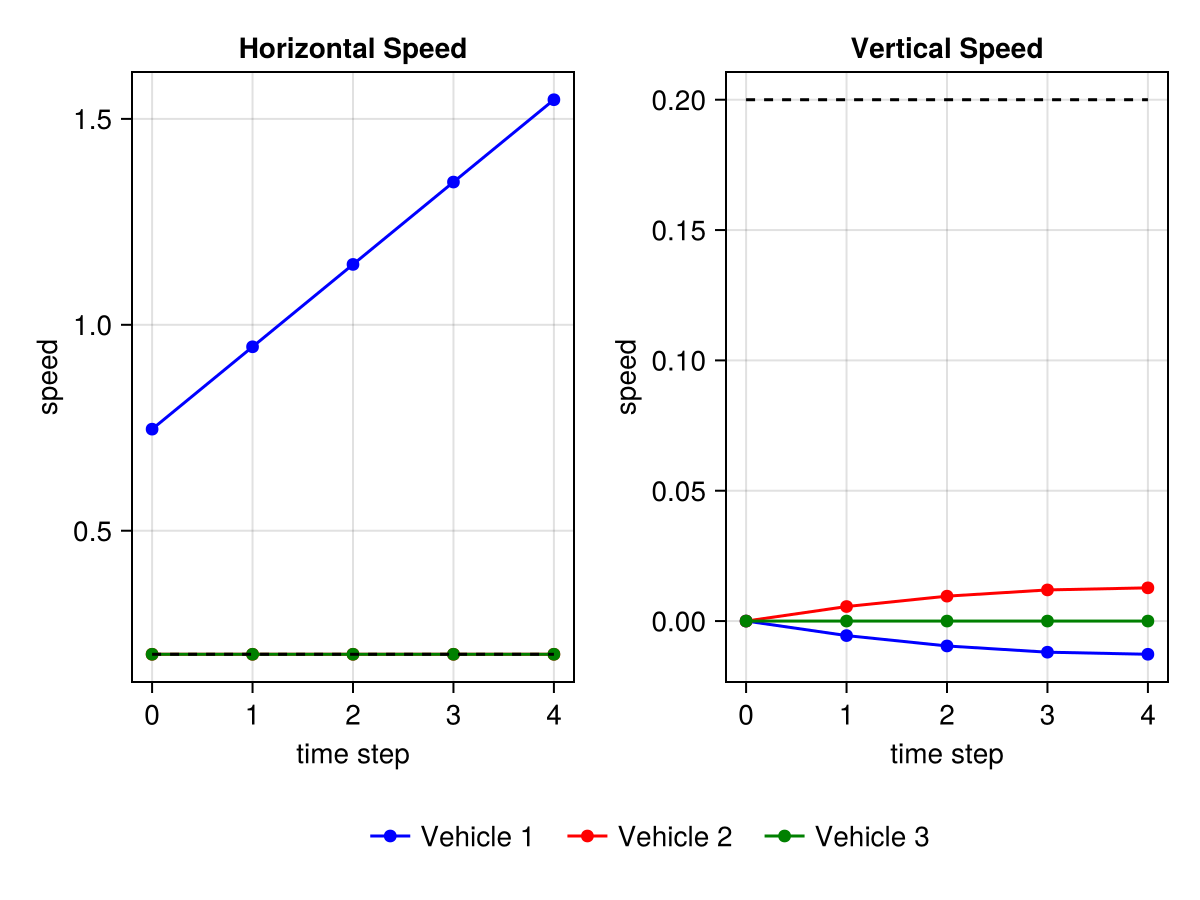 Horizontal Speed
1.5
1.0
0.5
speed
0 1 2 3 4
time step
Vertical Speed
0.20
0.15
0.10
0.05
0.00
speed
0 1 2 3 4
time step
Vehicle 1 Vehicle 2 Vehicle 3